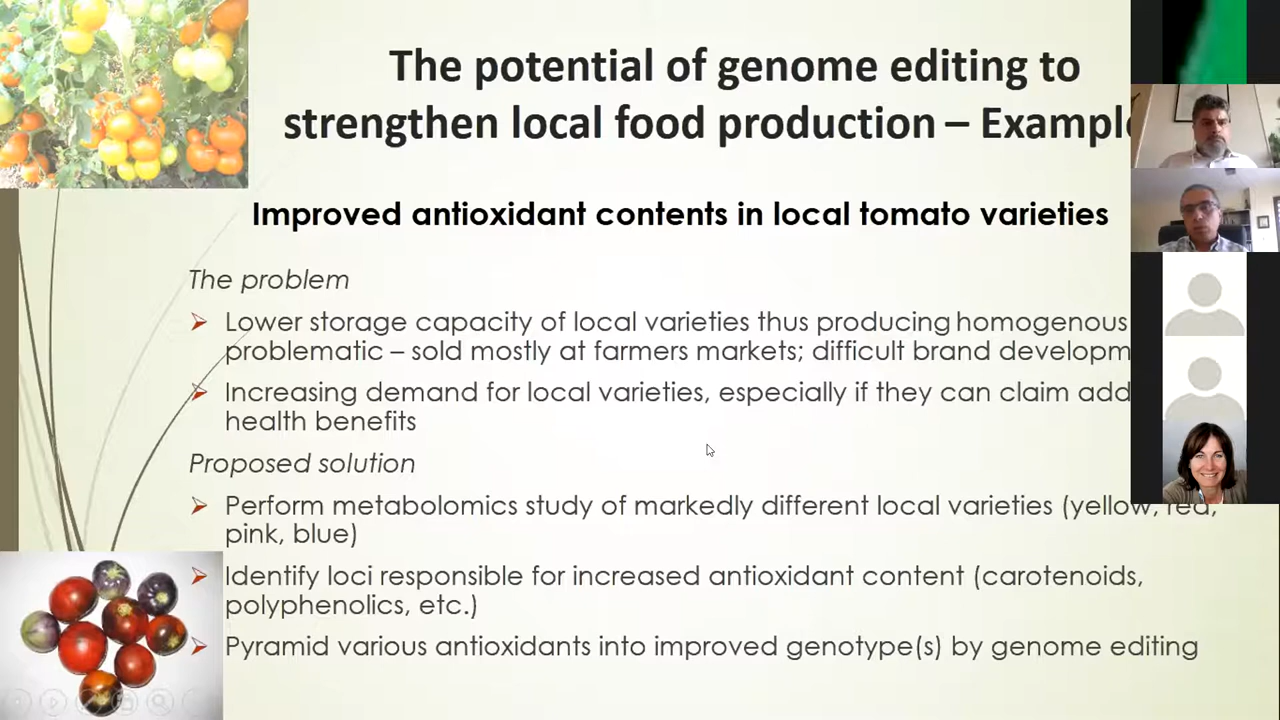 The potential of genome editing to
strengthen local food production – Example
Improved antioxidant contents in local tomato varieties
The problem
Lower storage capacity of local varieties thus producing homogenous
problematic – sold mostly at farmers markets; difficult brand developm
Increasing demand for local varieties, especially if they can claim add
health benefits
Proposed solution
Perform metabolomics study of markedly different local varieties (yellow, red,
pink, blue)
Identify loci responsible for increased antioxidant content (carotenoids,
polyphenolics, etc.)
Pyramid various antioxidants into improved genotype(s) by genome editing